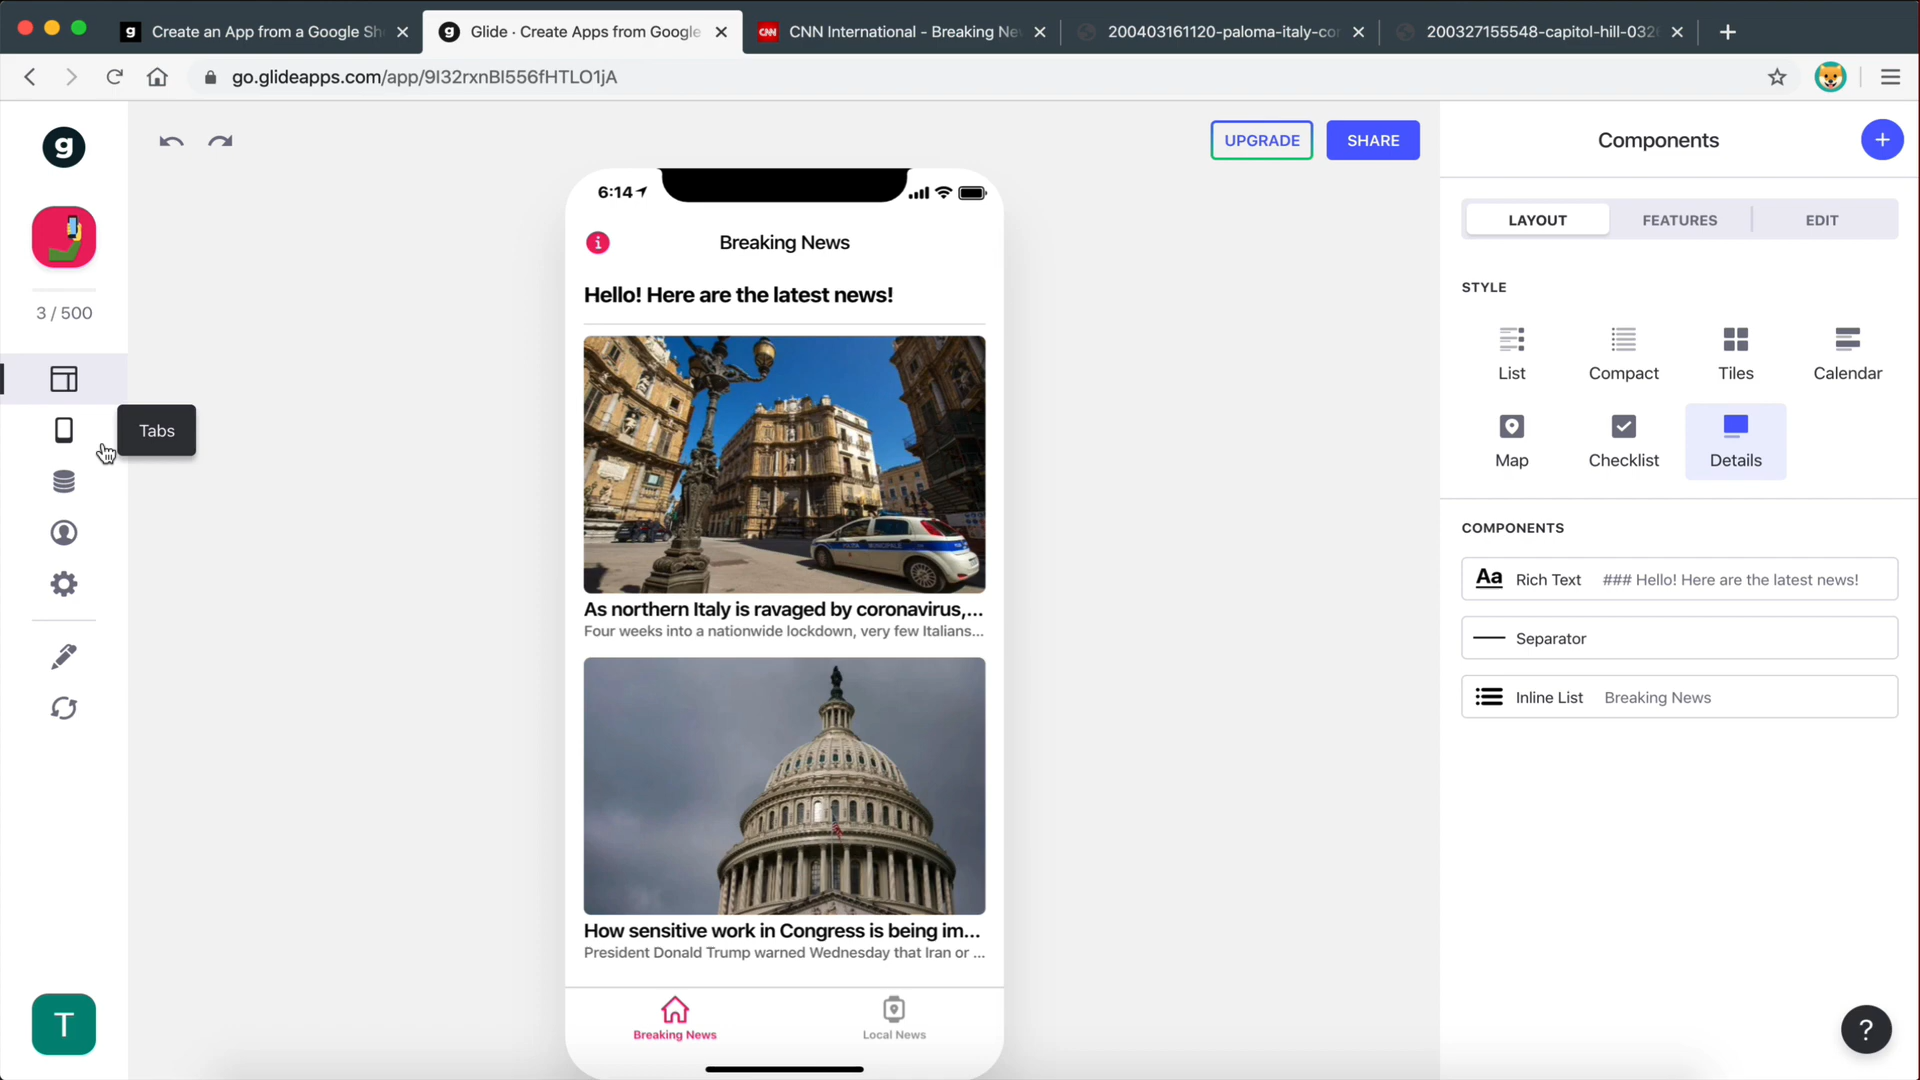 g Create an App from a Google Sh
g Glide · Create Apps from Google
CNN CNN International - Breaking Ne
200403161120-paloma-italy-cor
200327155548-capitol-hill-032
go.glideapps.com/app/9I32rxnBI556fHTLO1jA
g
3 / 500
Tabs
T
UPGRADE
SHARE
6:14
i
Breaking News
Hello! Here are the latest news!
As northern Italy is ravaged by coronavirus,...
Four weeks into a nationwide lockdown, very few Italians...
How sensitive work in Congress is being im...
President Donald Trump warned Wednesday that Iran or ...
Breaking News
Local News
Components
+
LAYOUT
FEATURES
EDIT
STYLE
List
Compact
Tiles
Calendar
Map
Checklist
Details
COMPONENTS
Aa Rich Text ### Hello! Here are the latest news!
Separator
Inline List Breaking News
?